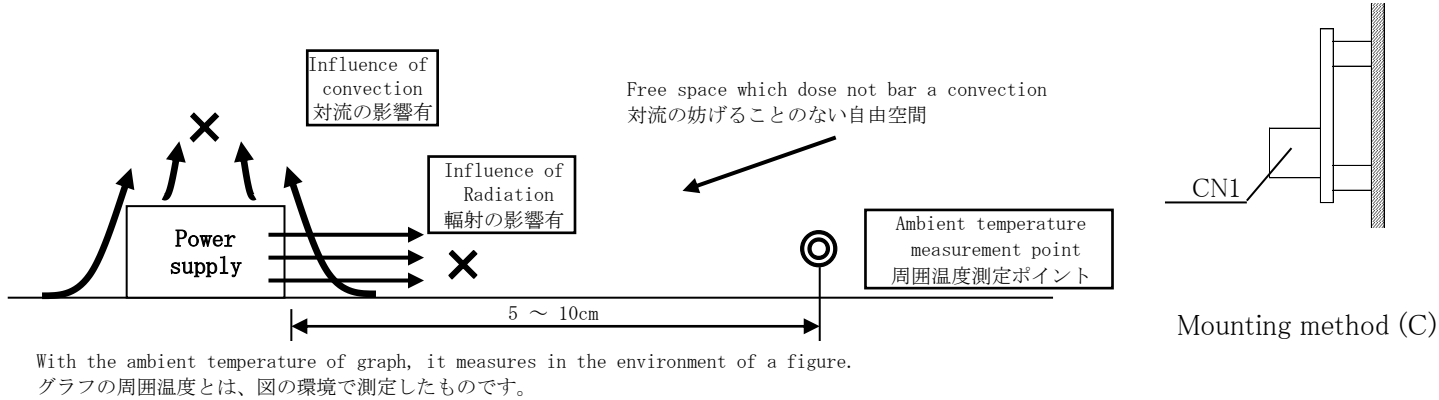 Influence of
convection
対流の影響有
Free space which dose not bar a convection
対流の妨げることのない自由空間
Influence of
Radiation
輻射の影響有
Power
supply
Ambient temperature
measurement point
周囲温度測定ポイント
5 ～ 10cm
With the ambient temperature of graph, it measures in the environment of a figure.
グラフの周囲温度とは、図の環境で測定したものです。
CN1
Mounting method (C)